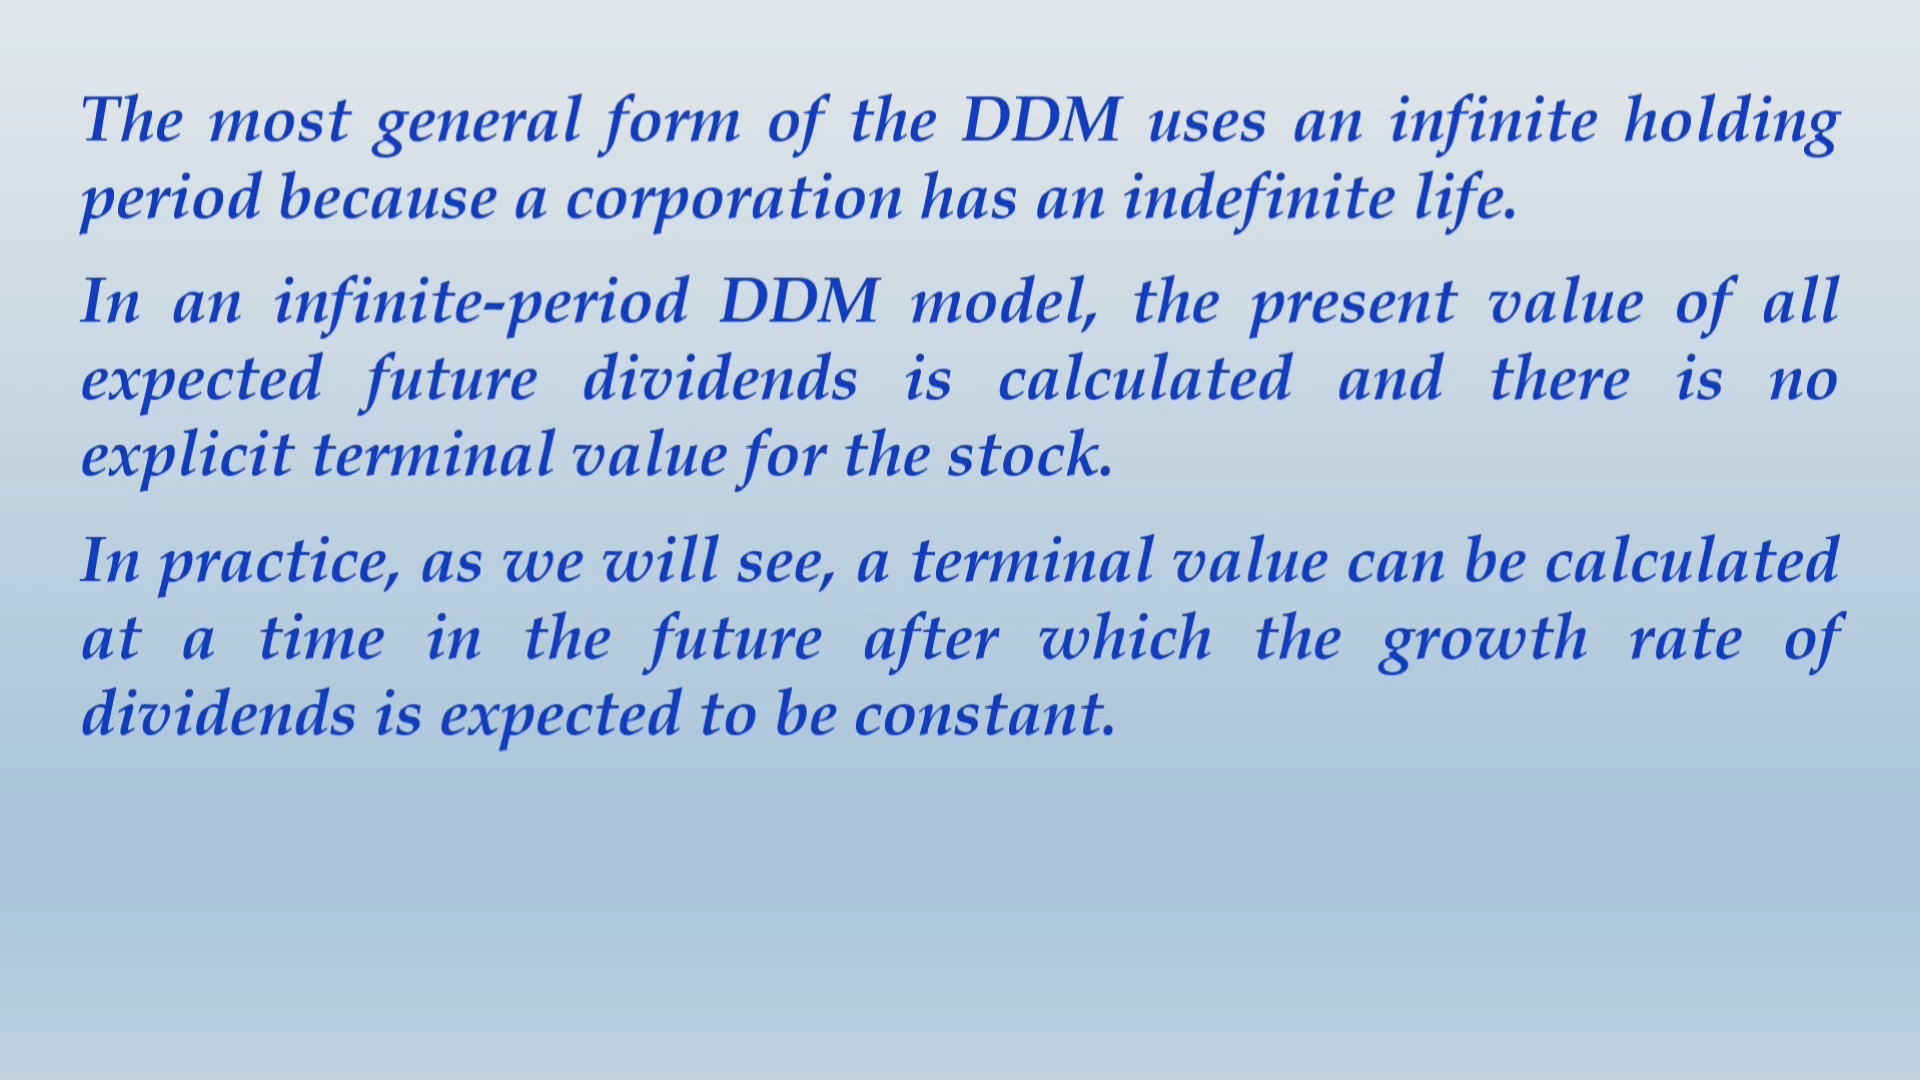 The most general form of the DDM uses an infinite holding
period because a corporation has an indefinite life.
In an infinite-period DDM model, the present value of all
expected future dividends is calculated and there is no
explicit terminal value for the stock.
In practice, as we will see, a terminal value can be calculated
at a time in the future after which the growth rate of
dividends is expected to be constant.